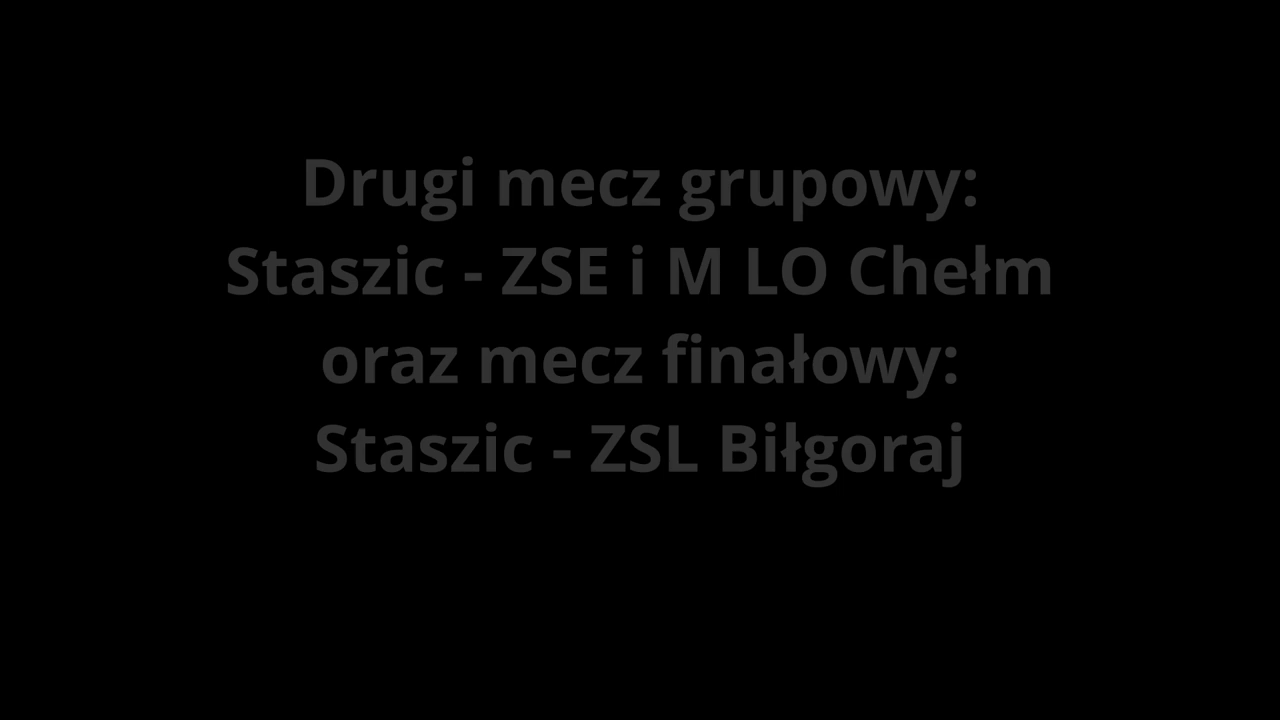 Drugi mecz grupowy:
Staszic - ZSE i M LO Chełm
oraz mecz finałowy:
Staszic - ZSL Biłgoraj